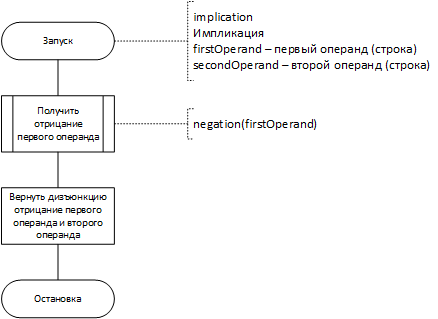 Запуск
implication
Импликация
firstOperand – первый операнд (строка)
secondOperand – второй операнд (строка)
Получить
отрицание
первого операнда
negation(firstOperand)
Вернуть дизъюнкцию
отрицание первого
операнда и второго
операнда
Остановка